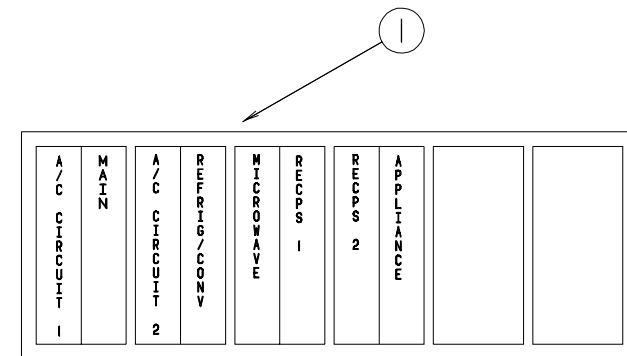 1
A/C CIRCUIT 1
MAIN
A/C CIRCUIT 2
REFRIG/CONV
MICROWAVE
RECPS 1
RECPS 2
APPLIANCE